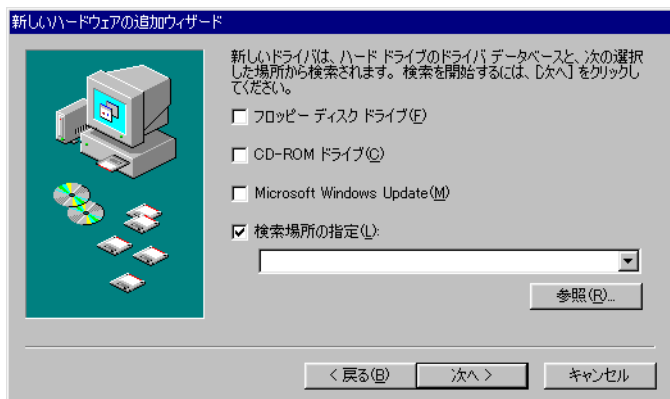 新しいハードウェアの追加ウィザード
新しいドライバは、ハード ドライブのドライバ データベースと、次の選択
した場所から検索されます。検索を開始するには、[次へ] をクリックし
てください。
フロッピー ディスク ドライブ(F)
CD-ROM ドライブ(C)
Microsoft Windows Update(M)
検索場所の指定(L):
参照(R)...
< 戻る(B)
次へ >
キャンセル